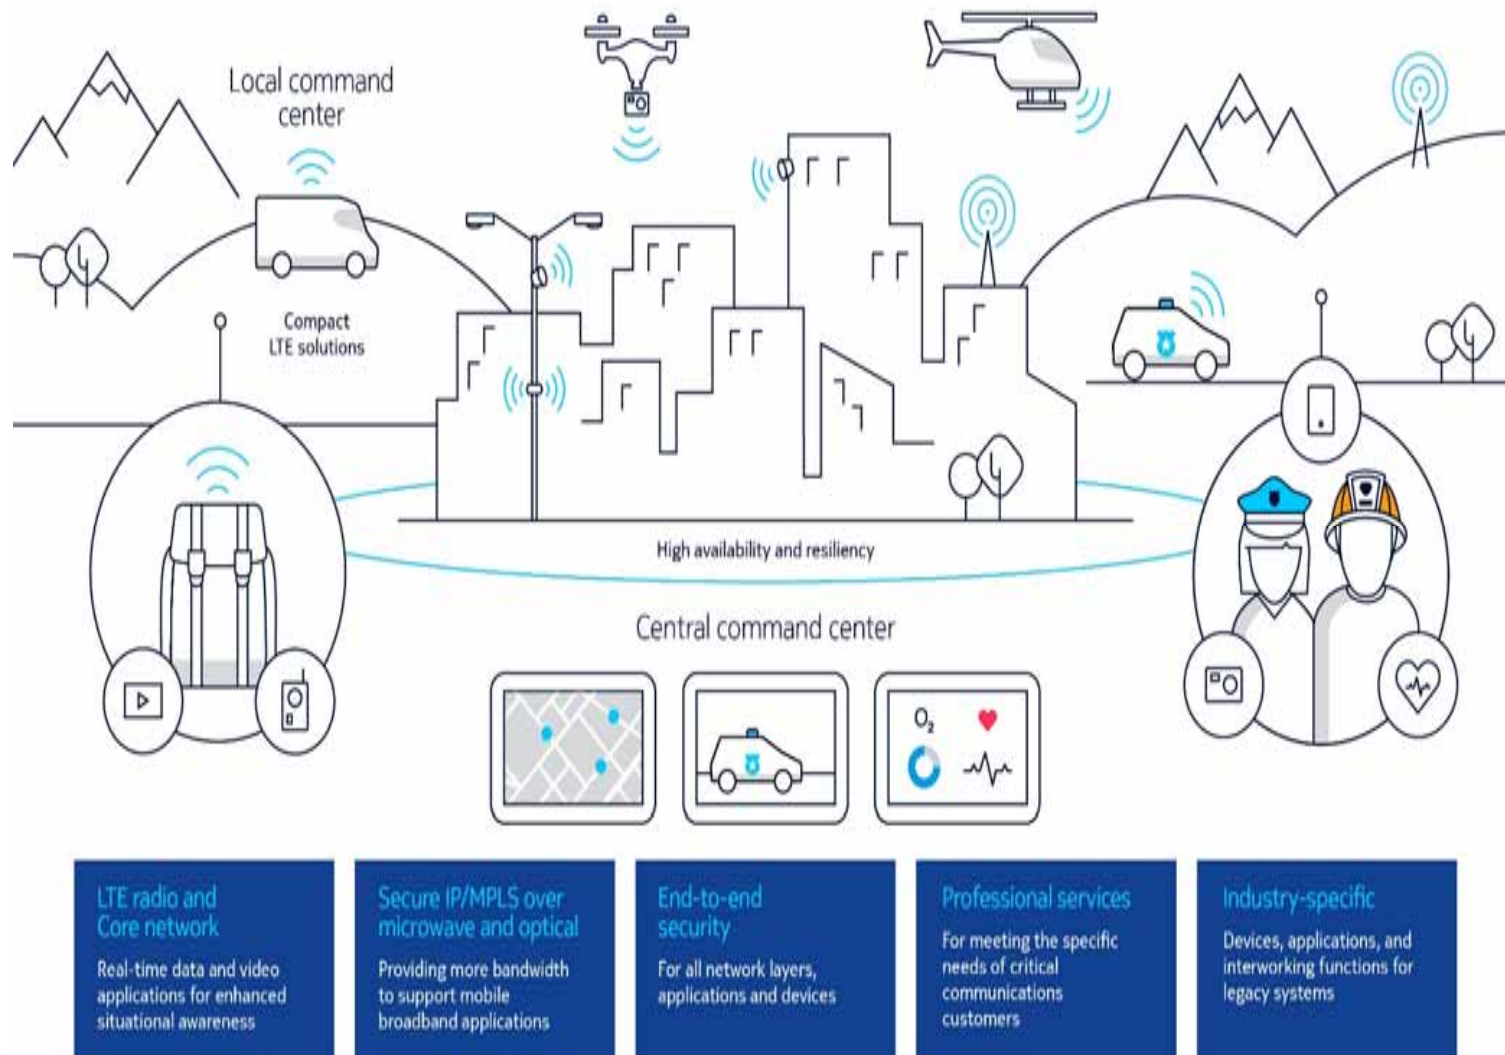 Local command
center
Compact
LTE solutions
High availability and resiliency
Central command center
O₂
LTE radio and
Core network
Real-time data and video
applications for enhanced
situational awareness
Secure IP/MPLS over
microwave and optical
Providing more bandwidth
to support mobile
broadband applications
End-to-end
security
For all network layers,
applications and devices
Professional services
For meeting the specific
needs of critical
communications
customers
Industry-specific
Devices, applications, and
interworking functions for
legacy systems